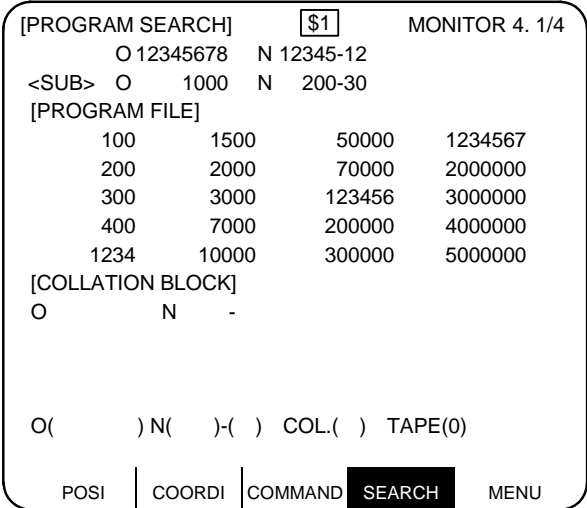 [PROGRAM SEARCH] $1 MONITOR 4. 1/4
O 12345678 N 12345-12
<SUB> O 1000 N 200-30
[PROGRAM FILE]
100 1500 50000 1234567
200 2000 70000 2000000
300 3000 123456 3000000
400 7000 200000 4000000
1234 10000 300000 5000000
[COLLATION BLOCK]
O N -
O( ) N( )-( ) COL.( ) TAPE(0)
POSI COORDI COMMAND SEARCH MENU